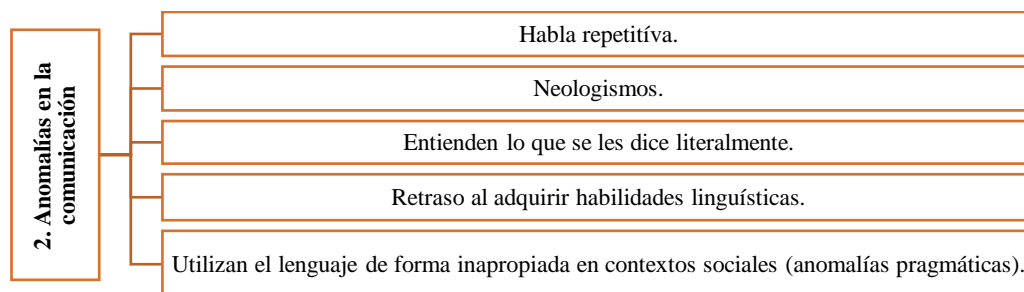 2. Anomalías en la
comunicación
Habla repetitíva.
Neologismos.
Entienden lo que se les dice literalmente.
Retraso al adquirir habilidades linguísticas.
Utilizan el lenguaje de forma inapropiada en contextos sociales (anomalías pragmáticas).